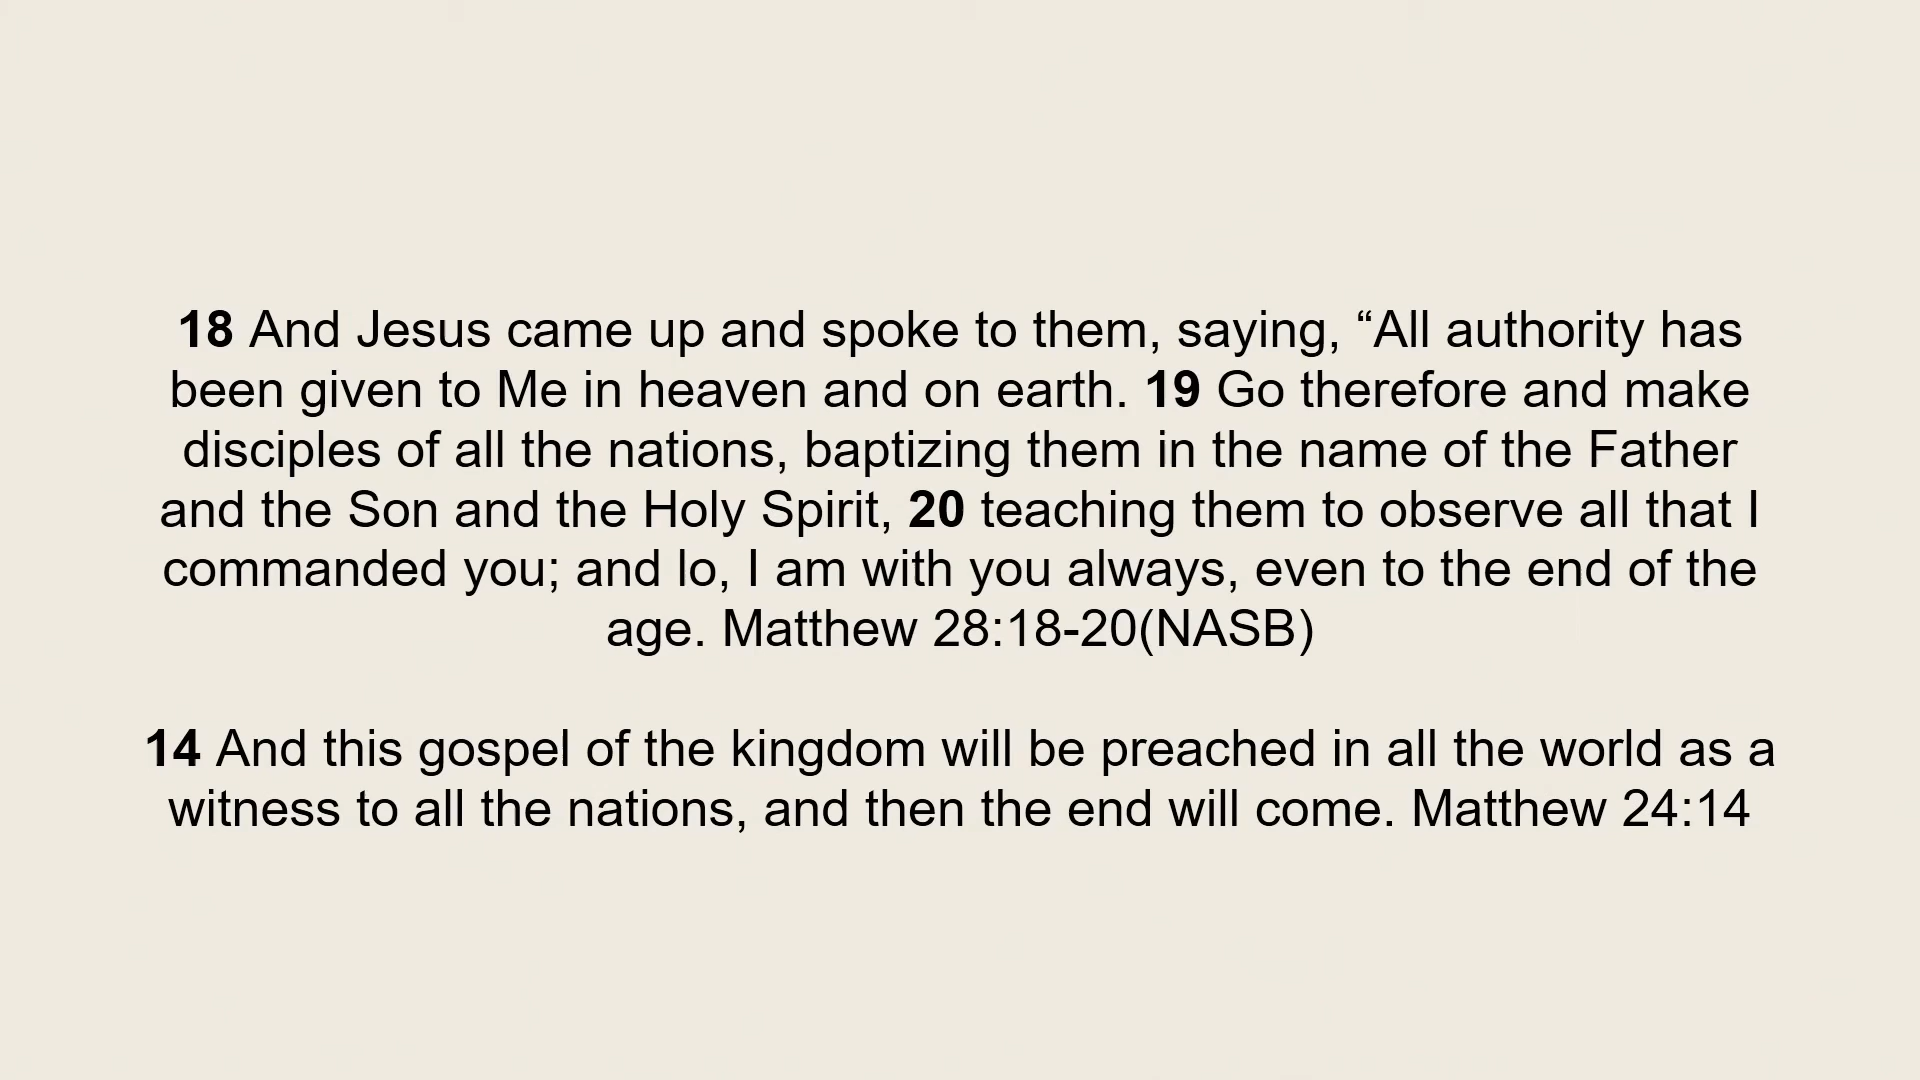 18 And Jesus came up and spoke to them, saying, “All authority has
been given to Me in heaven and on earth. 19 Go therefore and make
disciples of all the nations, baptizing them in the name of the Father
and the Son and the Holy Spirit, 20 teaching them to observe all that I
commanded you; and lo, I am with you always, even to the end of the
age. Matthew 28:18-20(NASB)
14 And this gospel of the kingdom will be preached in all the world as a
witness to all the nations, and then the end will come. Matthew 24:14